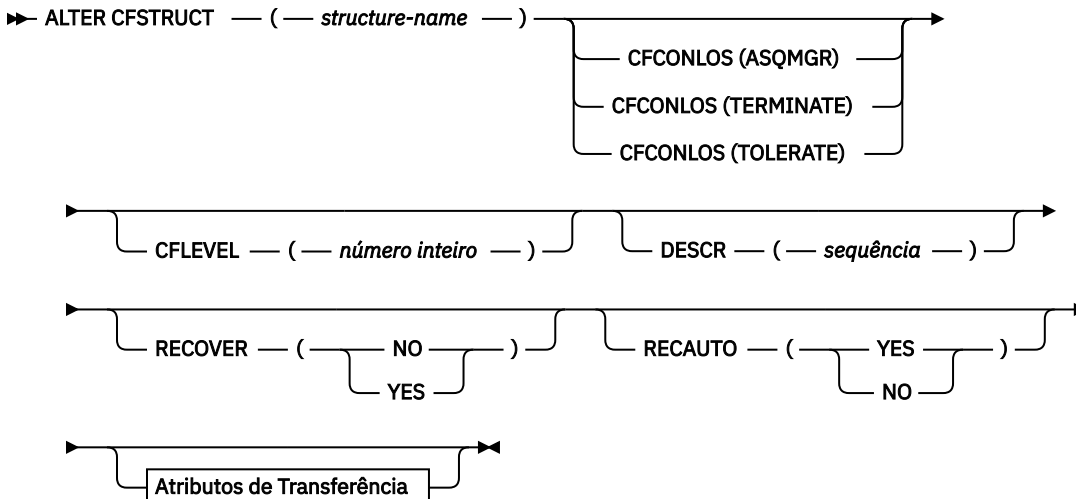 ALTER CFSTRUCT ( structure-name )
CFCONLOS (ASQMGR)
CFCONLOS (TERMINATE)
CFCONLOS (TOLERATE)
CFLEVEL ( número inteiro ) DESCR ( sequência )
RECOVER ( NO ) RECAUTO ( YES )
YES NO
Atributos de Transferência